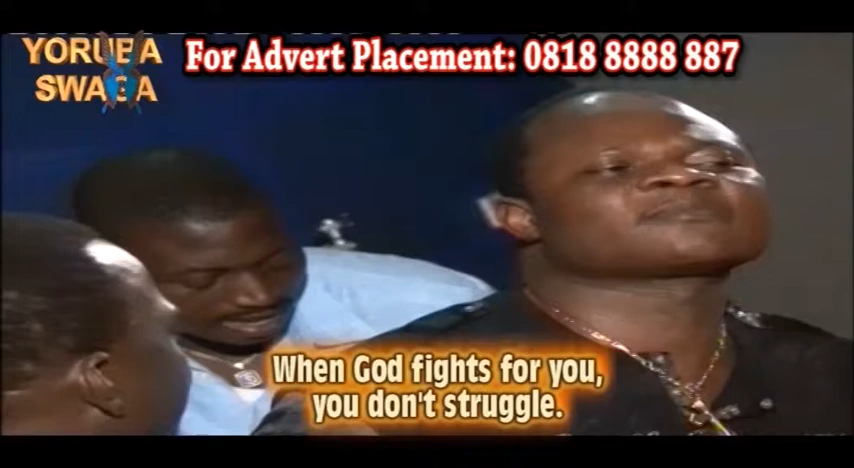 YORUBA
SWAGA
For Advert Placement: 0818 8888 887
When God fights for you,
you don't struggle.